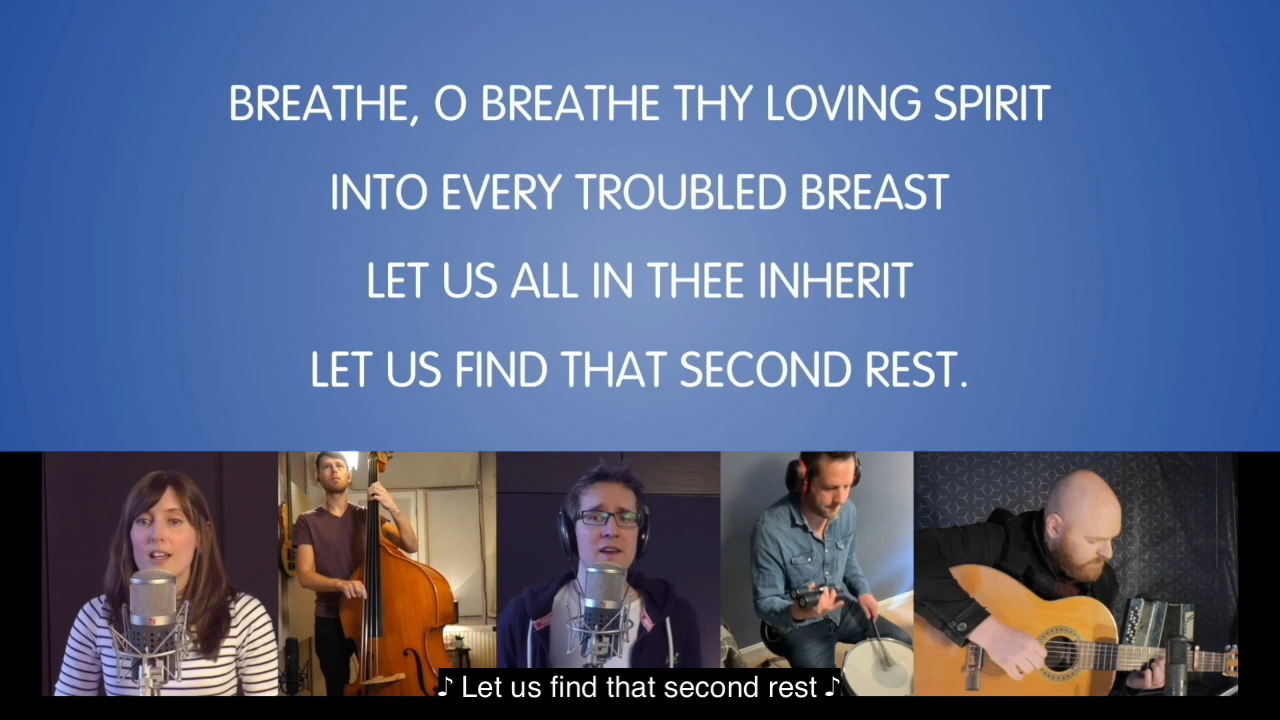 BREATHE, O BREATHE THY LOVING SPIRIT
INTO EVERY TROUBLED BREAST
LET US ALL IN THEE INHERIT
LET US FIND THAT SECOND REST.
♪ Let us find that second rest ♪